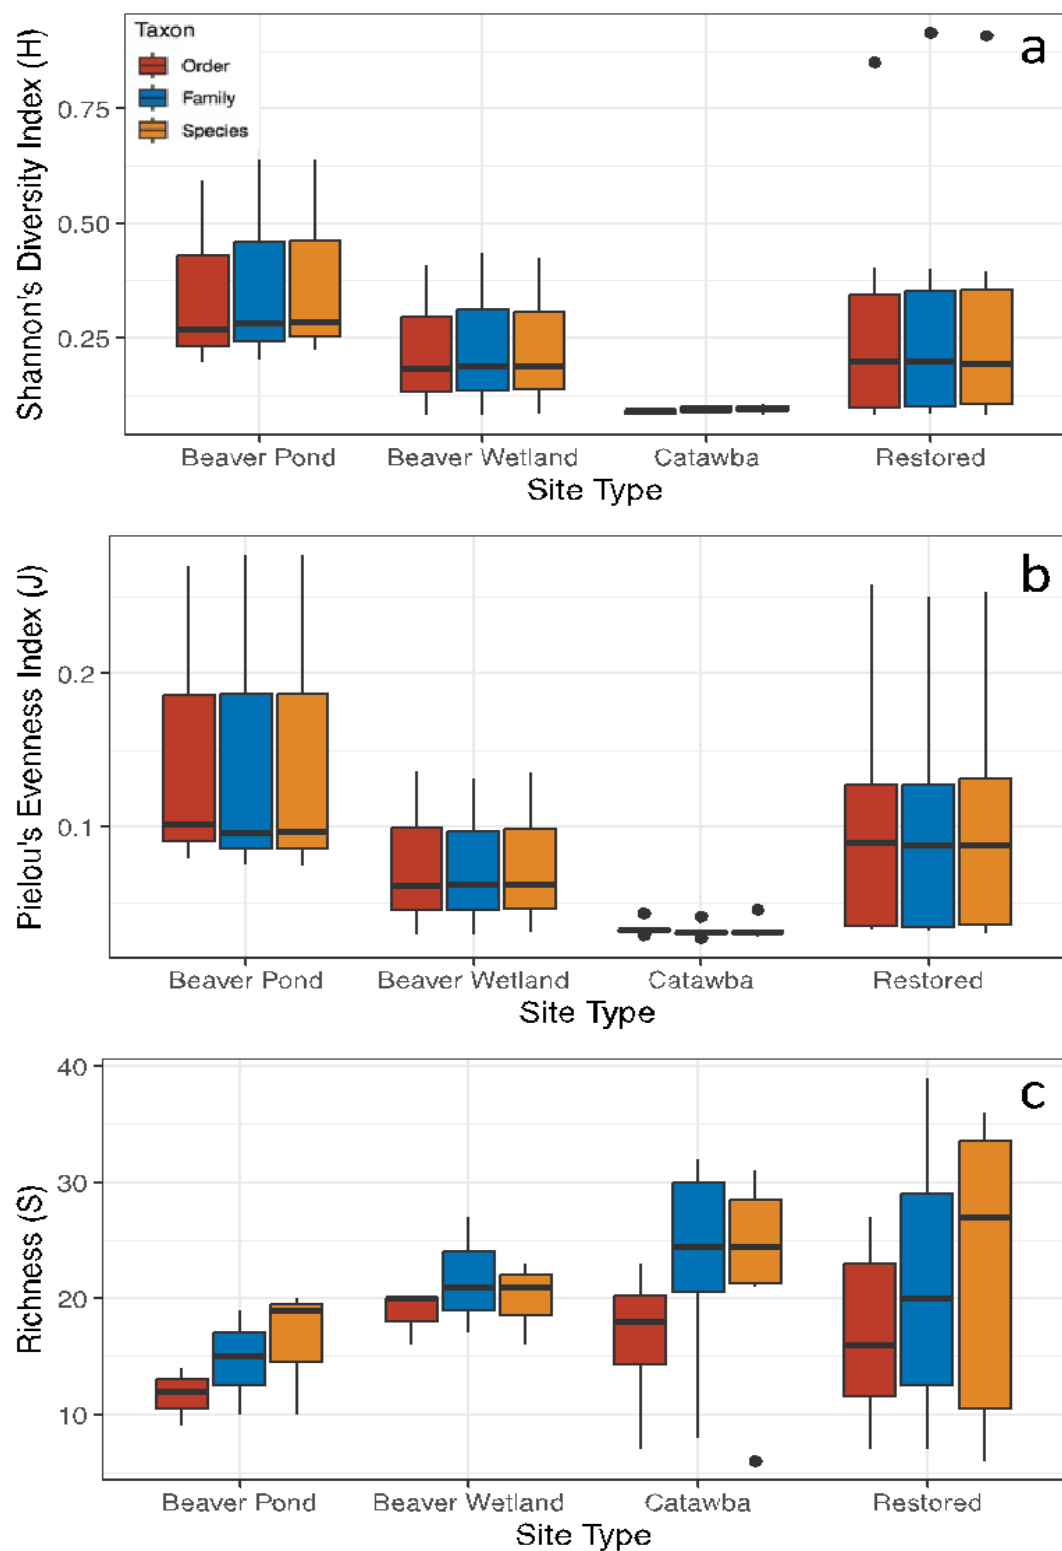 Shannon's Diversity Index (H)
Taxon
Order
Family
Species
a
0.75
0.50
0.25
Beaver Pond Beaver Wetland Catawba Restored
Site Type
Pielou's Evenness Index (J)
b
0.2
0.1
Beaver Pond Beaver Wetland Catawba Restored
Site Type
Richness (S)
c
40
30
20
10
Beaver Pond Beaver Wetland Catawba Restored
Site Type